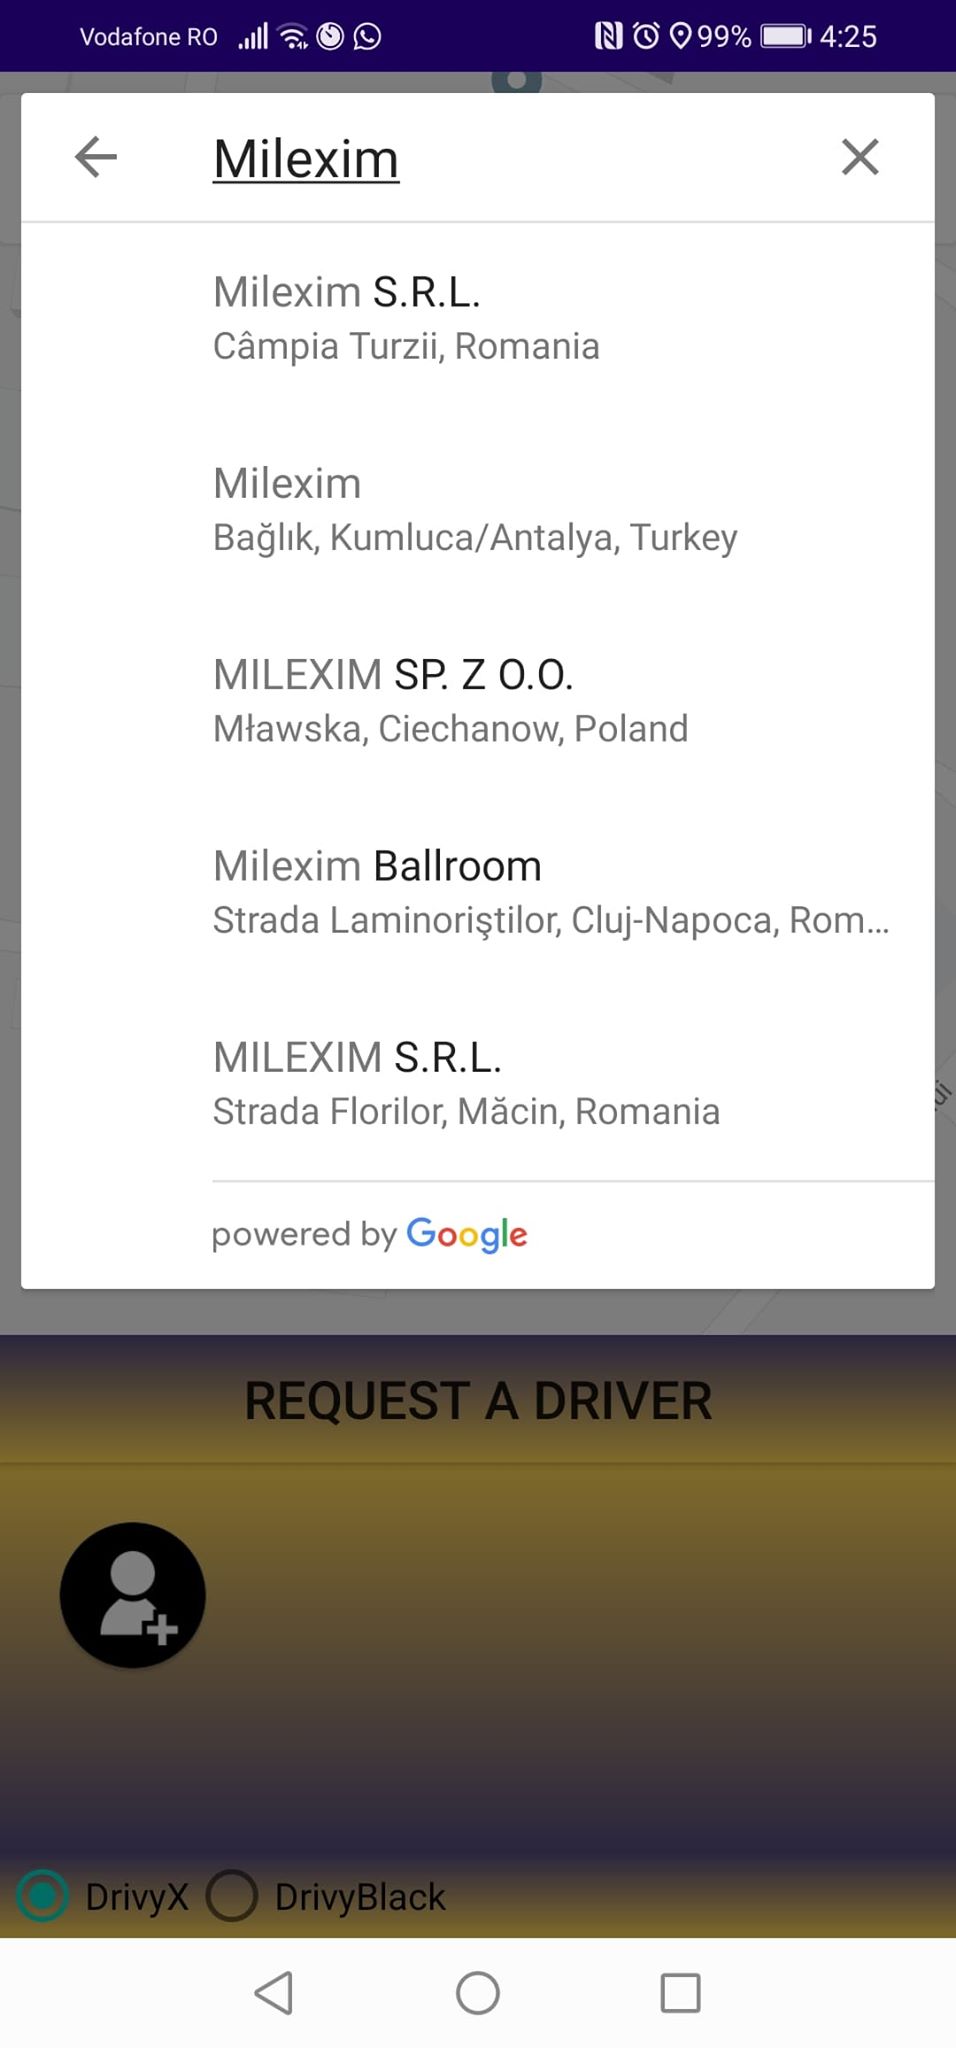 Vodafone RO 99% 4:25
Milexim
Milexim S.R.L.
Câmpia Turzii, Romania
Milexim
Bağlık, Kumluca/Antalya, Turkey
MILEXIM SP. Z O.O.
Mławska, Ciechanow, Poland
Milexim Ballroom
Strada Laminoriştilor, Cluj-Napoca, Rom...
MILEXIM S.R.L.
Strada Florilor, Măcin, Romania
powered by Google
REQUEST A DRIVER
DrivyX DrivyBlack